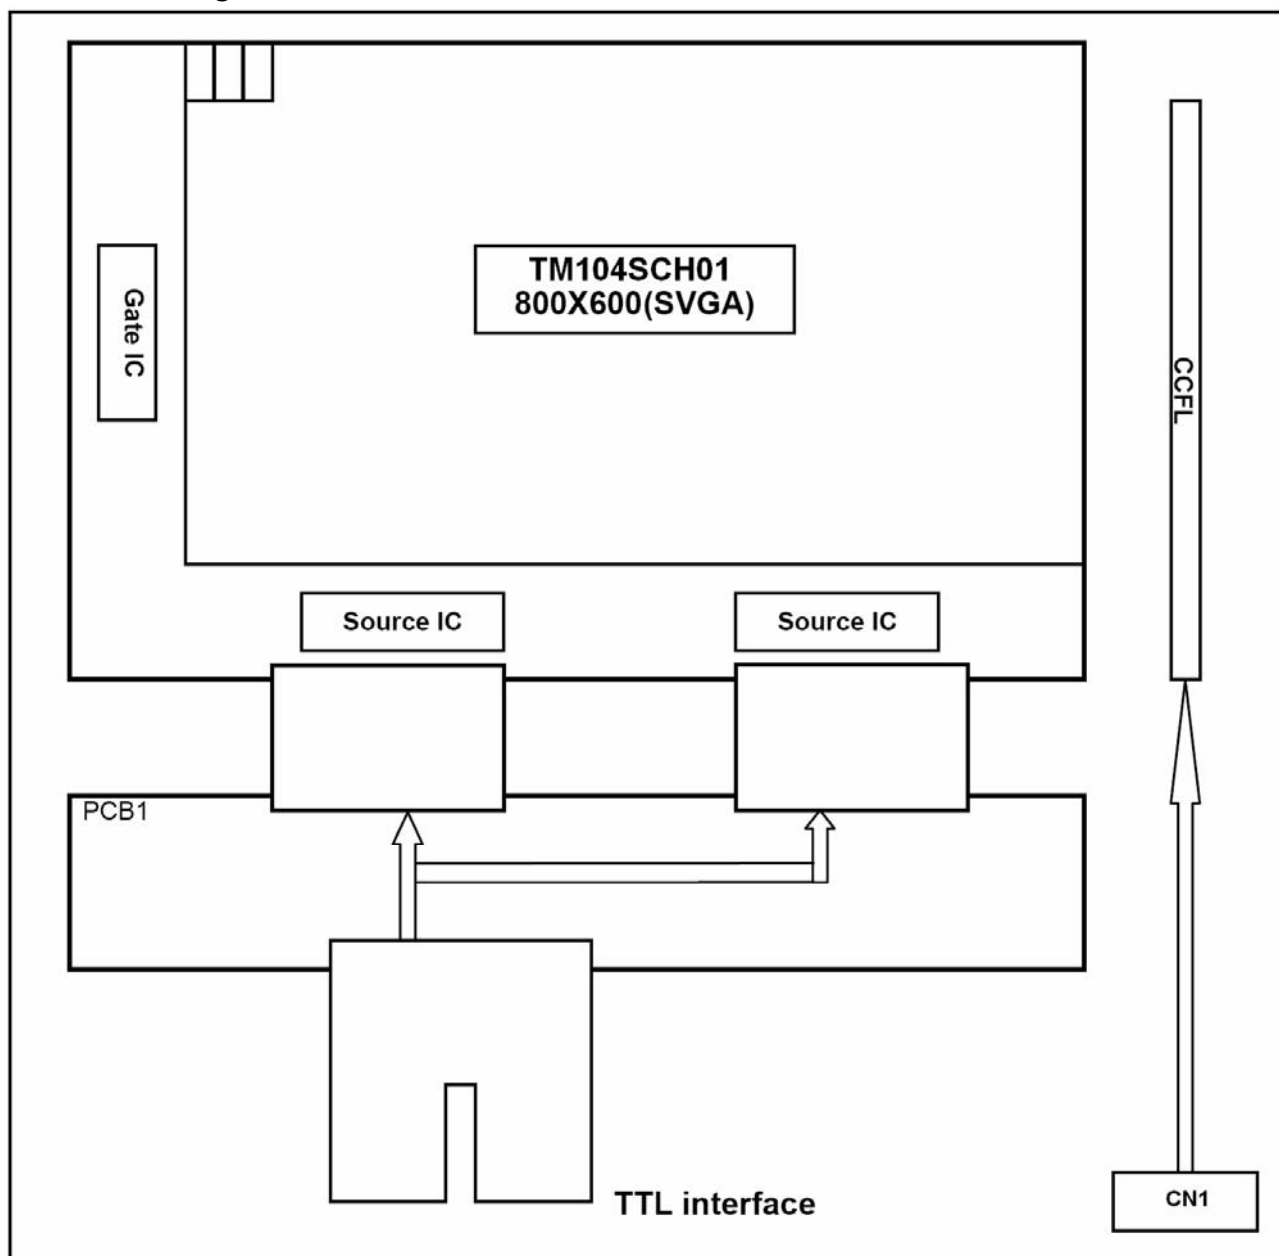 TM104SCH01
800X600(SVGA)
Gate IC
CCFL
Source IC
Source IC
PCB1
TTL interface
CN1